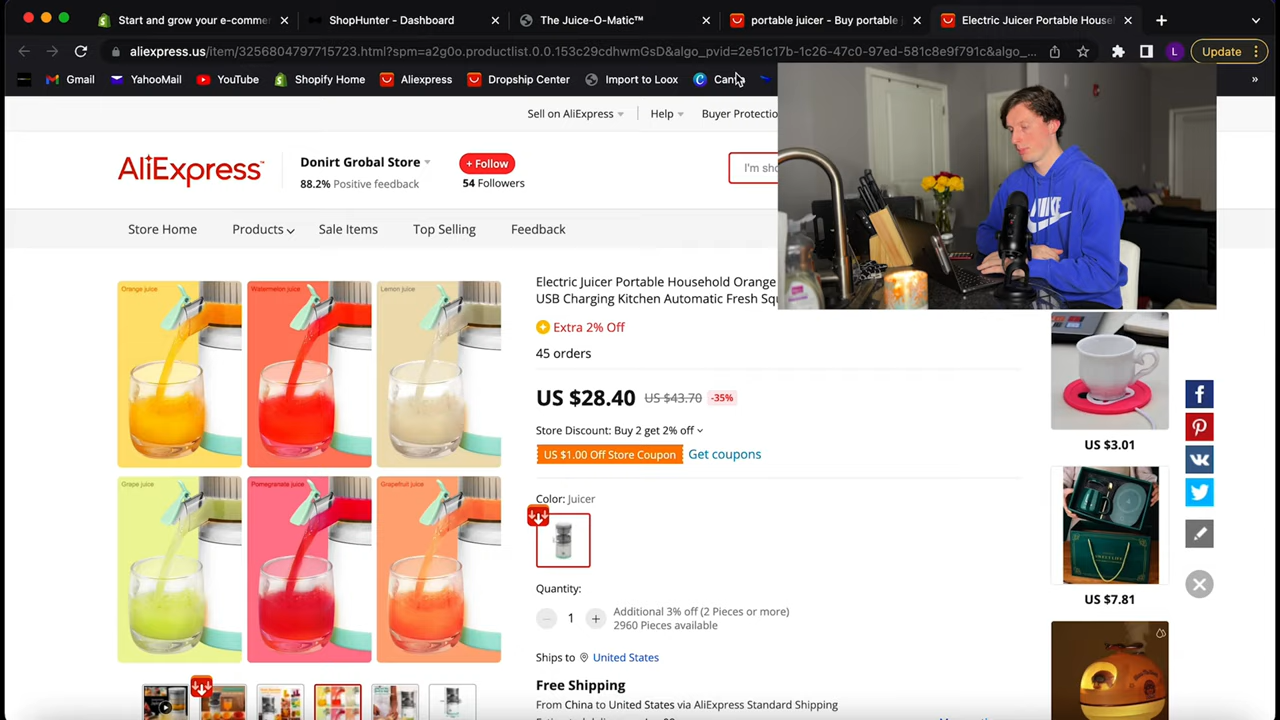 Start and grow your e-commer
ShopHunter - Dashboard
The Juice-O-Matic™
portable juicer - Buy portable j
Electric Juicer Portable House
aliexpress.us/item/3256804797715723.html?spm=a2g0o.productlist.0.0.153c29cdhwmGsD&algo_pvid=2e51c17b-1c26-47c0-97ed-581c8e9f791c&algo_...
L
Update
Gmail
YahooMail
YouTube
Shopify Home
Aliexpress
Dropship Center
Import to Loox
Canva
»
Sell on AliExpress
Help
Buyer Protectio
AliExpress™
Donirt Grobal Store
88.2% Positive feedback
+ Follow
54 Followers
I'm sho
Store Home
Products
Sale Items
Top Selling
Feedback
NIKE
Orange juice
Watermelon juice
Lemon juice
Grape juice
Pomegranate juice
Grapefruit juice
Electric Juicer Portable Household Orange
USB Charging Kitchen Automatic Fresh Squ
Extra 2% Off
45 orders
US $28.40 US $43.70 -35%
Store Discount: Buy 2 get 2% off
US $1.00 Off Store Coupon
Get coupons
Color: Juicer
Quantity:
1
Additional 3% off (2 Pieces or more)
2960 Pieces available
Ships to United States
Free Shipping
From China to United States via AliExpress Standard Shipping
US $3.01
US $7.81